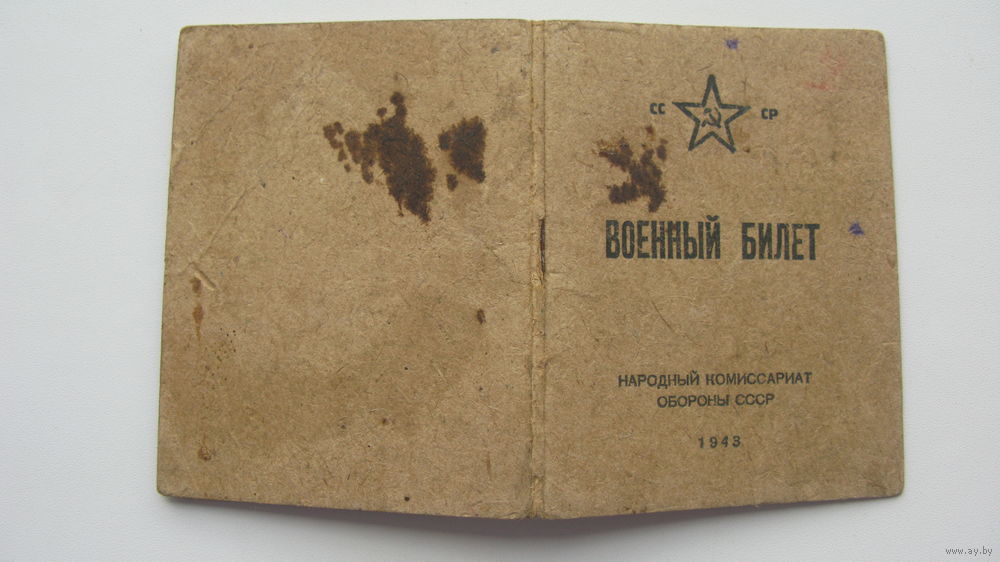 СС СР
ВОЕННЫЙ БИЛЕТ
НАРОДНЫЙ КОМИССАРИАТ
ОБОРОНЫ СССР
1943
www.ay.by